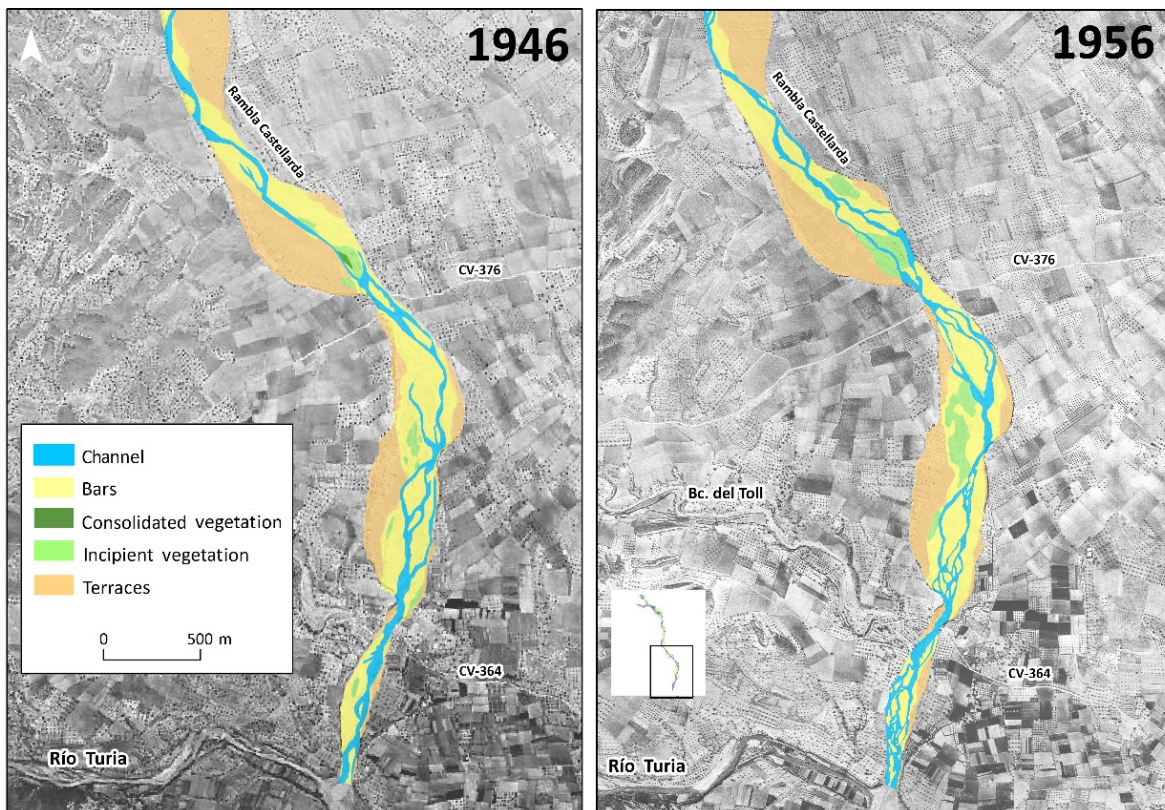 1946
Rambla Castellarda
CV-376
Channel
Bars
Consolidated vegetation
Incipient vegetation
Terraces
0 500 m
CV-364
Río Turia
1956
Rambla Castellarda
CV-376
Bc. del Toll
CV-364
Río Turia